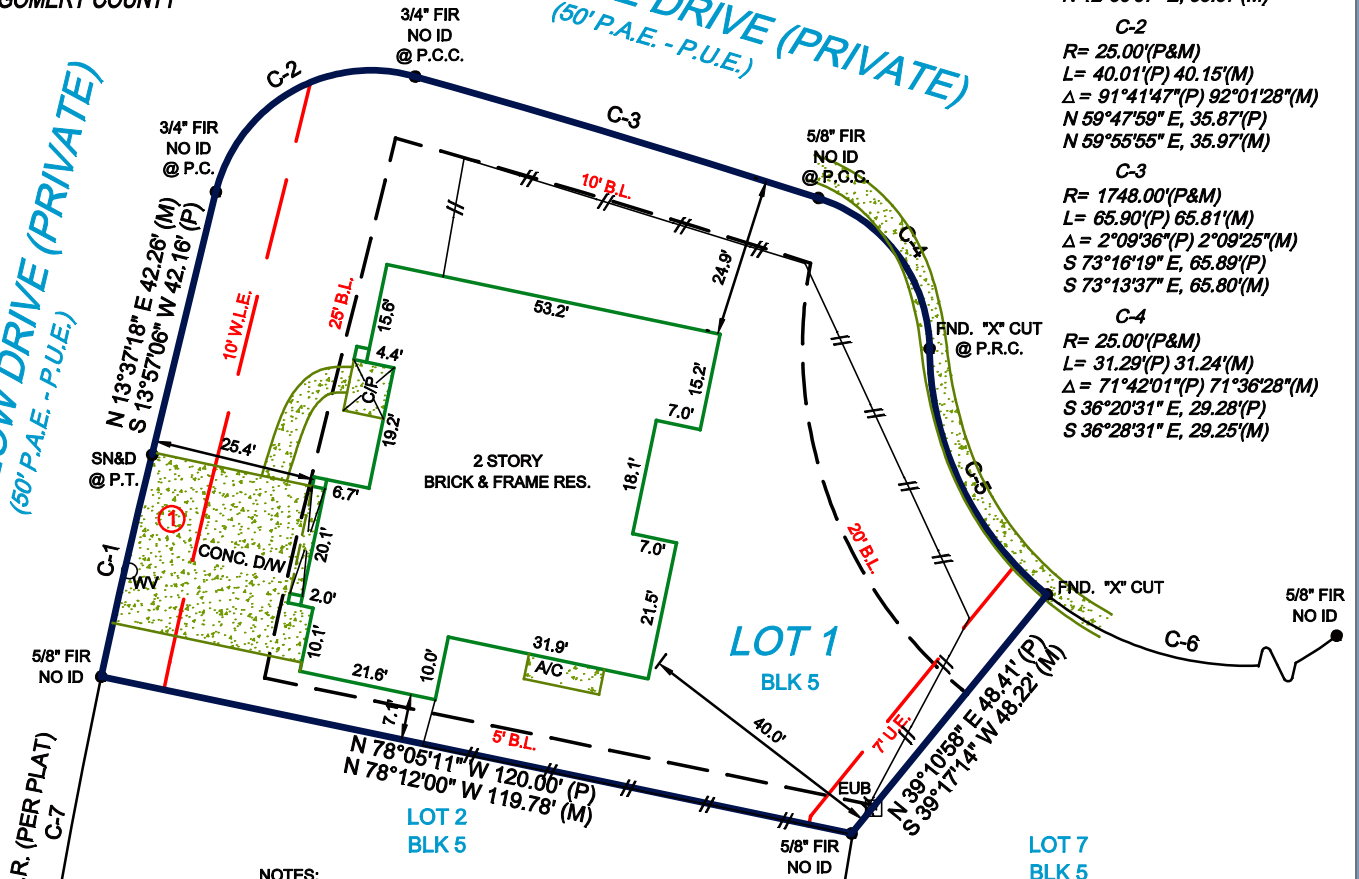 GOMERY COUNTY
3/4" FIR
NO ID
@ P.C.C.
E DRIVE (PRIVATE)
(50' P.A.E. - P.U.E.)
C-2
R= 25.00'(P&M)
L= 40.01'(P) 40.15'(M)
Δ = 91°41'47"(P) 92°01'28"(M)
N 59°47'59" E, 35.87'(P)
N 59°55'55" E, 35.97'(M)
C-3
R= 1748.00'(P&M)
L= 65.90'(P) 65.81'(M)
Δ = 2°09'36"(P) 2°09'25"(M)
S 73°16'19" E, 65.89'(P)
S 73°13'37" E, 65.80'(M)
C-4
R= 25.00'(P&M)
L= 31.29'(P) 31.24'(M)
Δ = 71°42'01"(P) 71°36'28"(M)
S 36°20'31" E, 29.28'(P)
S 36°28'31" E, 29.25'(M)
C-2
C-3
3/4" FIR
NO ID
@ P.C.
5/8" FIR
NO ID
@ P.C.C.
OW DRIVE (PRIVATE)
(50' P.A.E. - P.U.E.)
N 13°37'18" E 42.26' (M)
S 13°57'06" W 42.16' (P)
10' W.L.E.
25' B.L.
10' B.L.
24.9'
C-4
15.6'
53.2'
FND. "X" CUT
@ P.R.C.
4.4'
C/P
15.2'
7.0'
19.2'
SN&D
@ P.T.
25.4'
2 STORY
BRICK & FRAME RES.
18.1'
C-5
6.7'
1
20.1'
CONC. D/W
7.0'
20' B.L.
C-1
WV
2.0'
21.5'
FND. "X" CUT
5/8" FIR
NO ID
C-6
10.1'
31.9'
A/C
LOT 1
BLK 5
5/8" FIR
NO ID
21.6'
10.0'
7.1'
40.0'
7' U.E.
5' B.L.
N 39°10'58" E 48.41' (P)
S 39°17'14" W 48.22' (M)
N 78°05'11" W 120.00' (P)
N 78°12'00" W 119.78' (M)
EUB
R. (PER PLAT)
C-7
LOT 2
BLK 5
5/8" FIR
NO ID
LOT 7
BLK 5
NOTES: